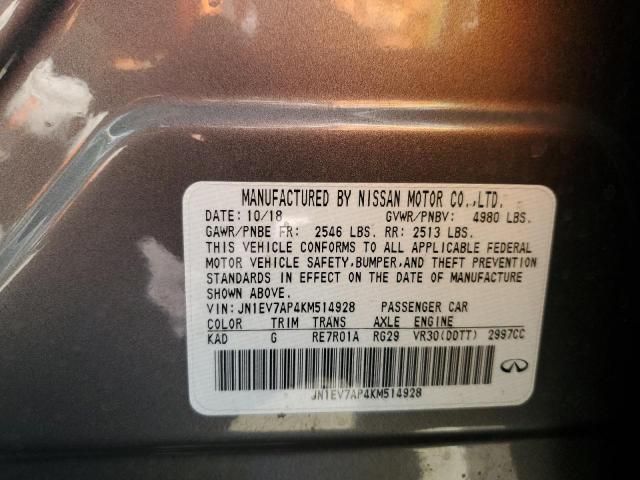 MANUFACTURED BY NISSAN MOTOR CO.,LTD.
DATE: 10/18 GVWR/PNBV: 4980 LBS.
GAWR/PNBE FR: 2546 LBS. RR: 2513 LBS.
THIS VEHICLE CONFORMS TO ALL APPLICABLE FEDERAL
MOTOR VEHICLE SAFETY,BUMPER,AND THEFT PREVENTION
STANDARDS IN EFFECT ON THE DATE OF MANUFACTURE
SHOWN ABOVE.
VIN: JN1EV7AP4KM514928 PASSENGER CAR
COLOR TRIM TRANS AXLE ENGINE
KAD G RE7R01A RG29 VR30(DDTT) 2997CC
JN1EV7AP4KM514928